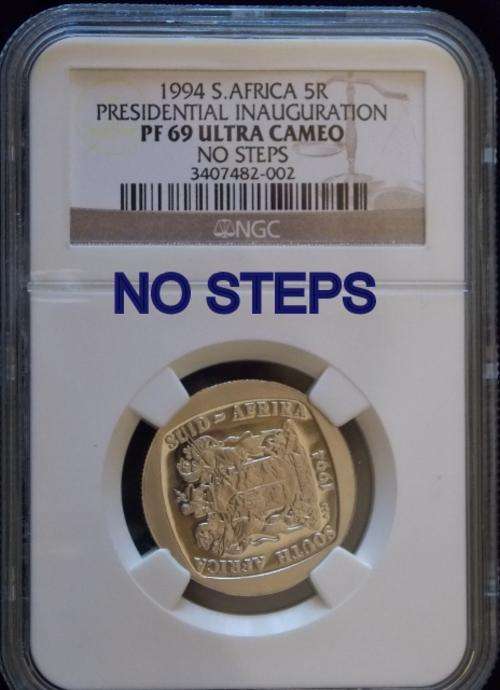 1994 S.AFRICA 5R
PRESIDENTIAL INAUGURATION
PF 69 ULTRA CAMEO
NO STEPS
3407482-002
NGC
NO STEPS
SUID-AFRIKA
1994
SOUTH AFRICA